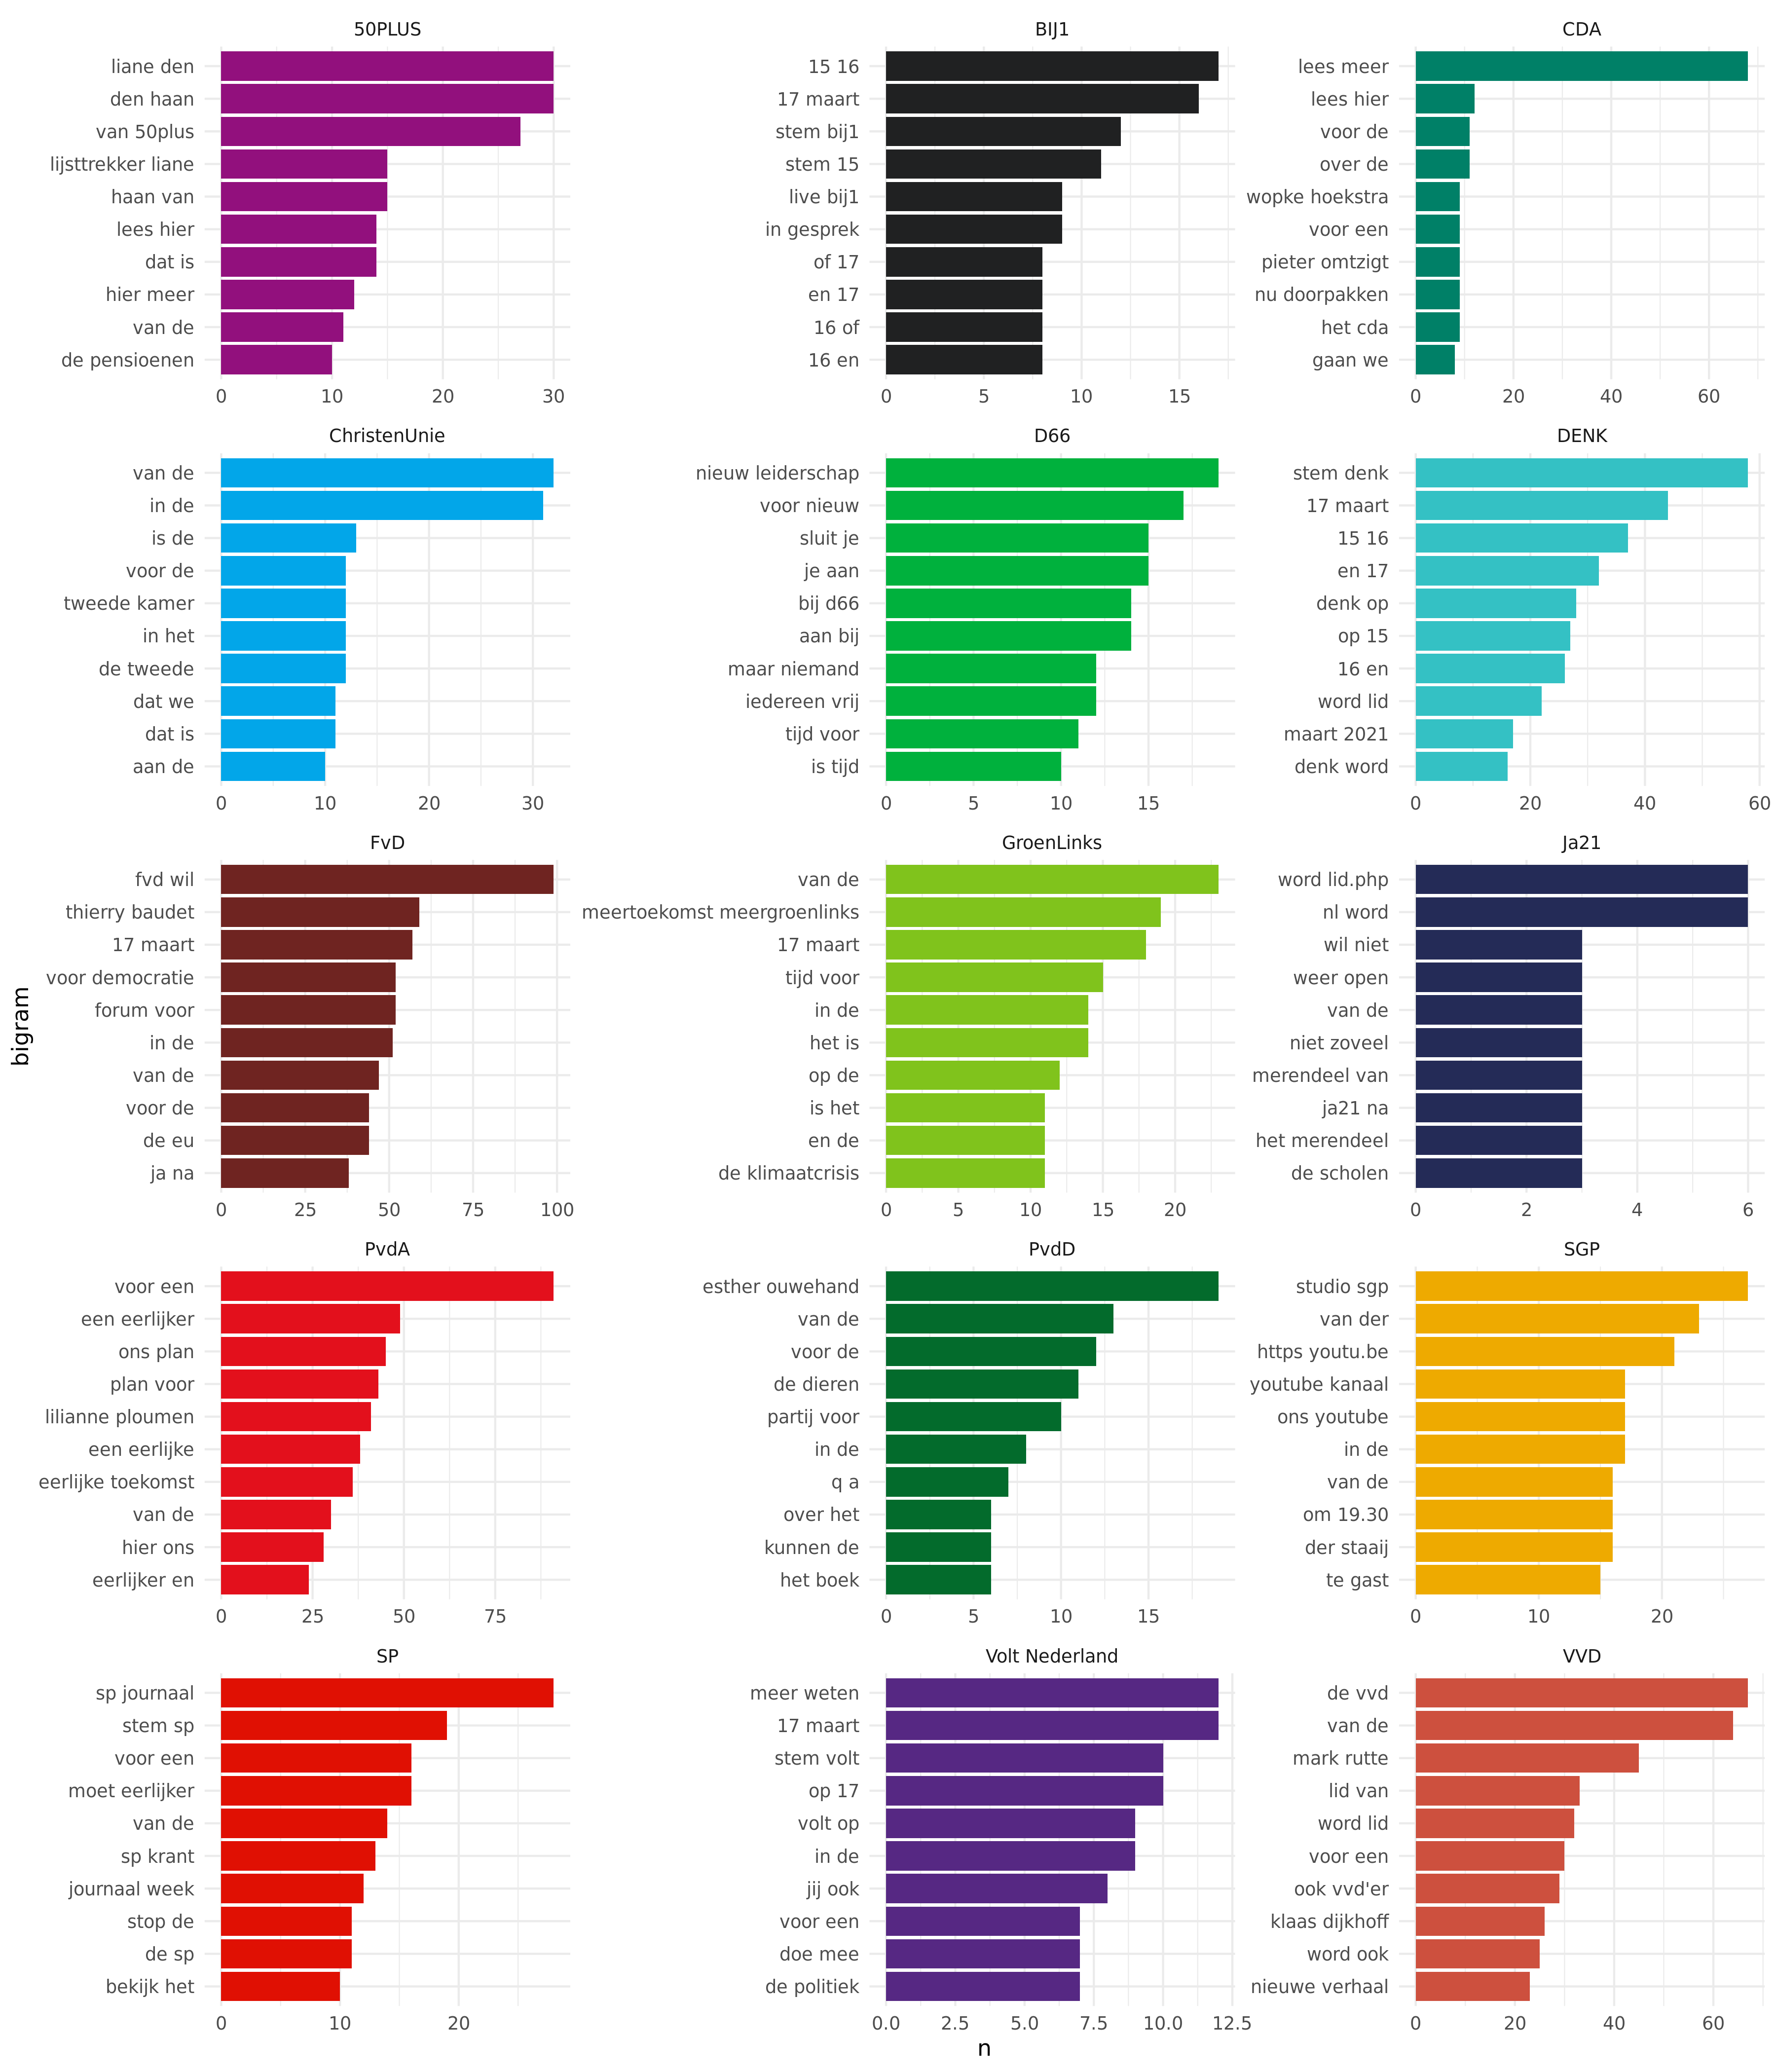 50PLUS
liane den
den haan
van 50plus
lijsttrekker liane
haan van
lees hier
dat is
hier meer
van de
de pensioenen
0 10 20 30
BIJ1
15 16
17 maart
stem bij1
stem 15
live bij1
in gesprek
of 17
en 17
16 of
16 en
0 5 10 15
CDA
lees meer
lees hier
voor de
over de
wopke hoekstra
voor een
pieter omtzigt
nu doorpakken
het cda
gaan we
0 20 40 60
ChristenUnie
van de
in de
is de
voor de
tweede kamer
in het
de tweede
dat we
dat is
aan de
0 10 20 30
D66
nieuw leiderschap
voor nieuw
sluit je
je aan
bij d66
aan bij
maar niemand
iedereen vrij
tijd voor
is tijd
0 5 10 15
DENK
stem denk
17 maart
15 16
en 17
denk op
op 15
16 en
word lid
maart 2021
denk word
0 20 40 60
bigram
FvD
fvd wil
thierry baudet
17 maart
voor democratie
forum voor
in de
van de
voor de
de eu
ja na
0 25 50 75 100
GroenLinks
van de
meertoekomst meergroenlinks
17 maart
tijd voor
in de
het is
op de
is het
en de
de klimaatcrisis
0 5 10 15 20
Ja21
word lid.php
nl word
wil niet
weer open
van de
niet zoveel
merendeel van
ja21 na
het merendeel
de scholen
0 2 4 6
PvdA
voor een
een eerlijker
ons plan
plan voor
lilianne ploumen
een eerlijke
eerlijke toekomst
van de
hier ons
eerlijker en
0 25 50 75
PvdD
esther ouwehand
van de
voor de
de dieren
partij voor
in de
q a
over het
kunnen de
het boek
0 5 10 15
SGP
studio sgp
van der
https youtu.be
youtube kanaal
ons youtube
in de
van de
om 19.30
der staaij
te gast
0 10 20
SP
sp journaal
stem sp
voor een
moet eerlijker
van de
sp krant
journaal week
stop de
de sp
bekijk het
0 10 20
Volt Nederland
meer weten
17 maart
stem volt
op 17
volt op
in de
jij ook
voor een
doe mee
de politiek
0.0 2.5 5.0 7.5 10.0 12.5
VVD
de vvd
van de
mark rutte
lid van
word lid
voor een
ook vvd'er
klaas dijkhoff
word ook
nieuwe verhaal
0 20 40 60
n